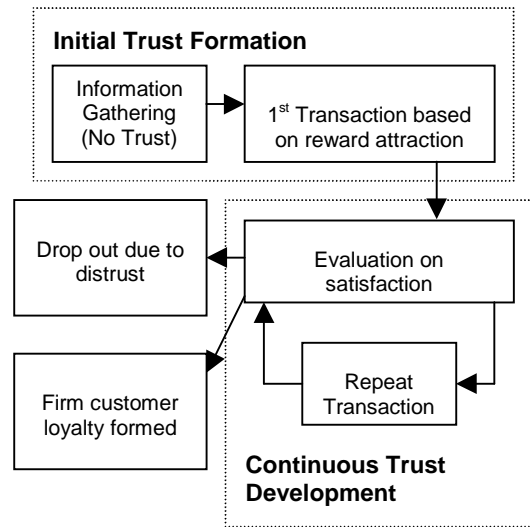 Initial Trust Formation
Information
Gathering
(No Trust)
1st Transaction based
on reward attraction
Drop out due to
distrust
Evaluation on
satisfaction
Firm customer
loyalty formed
Repeat
Transaction
Continuous Trust
Development